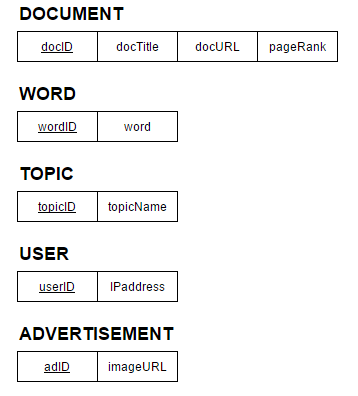 DOCUMENT
docID docTitle docURL pageRank
WORD
wordID word
TOPIC
topicID topicName
USER
userID IPaddress
ADVERTISEMENT
adID imageURL